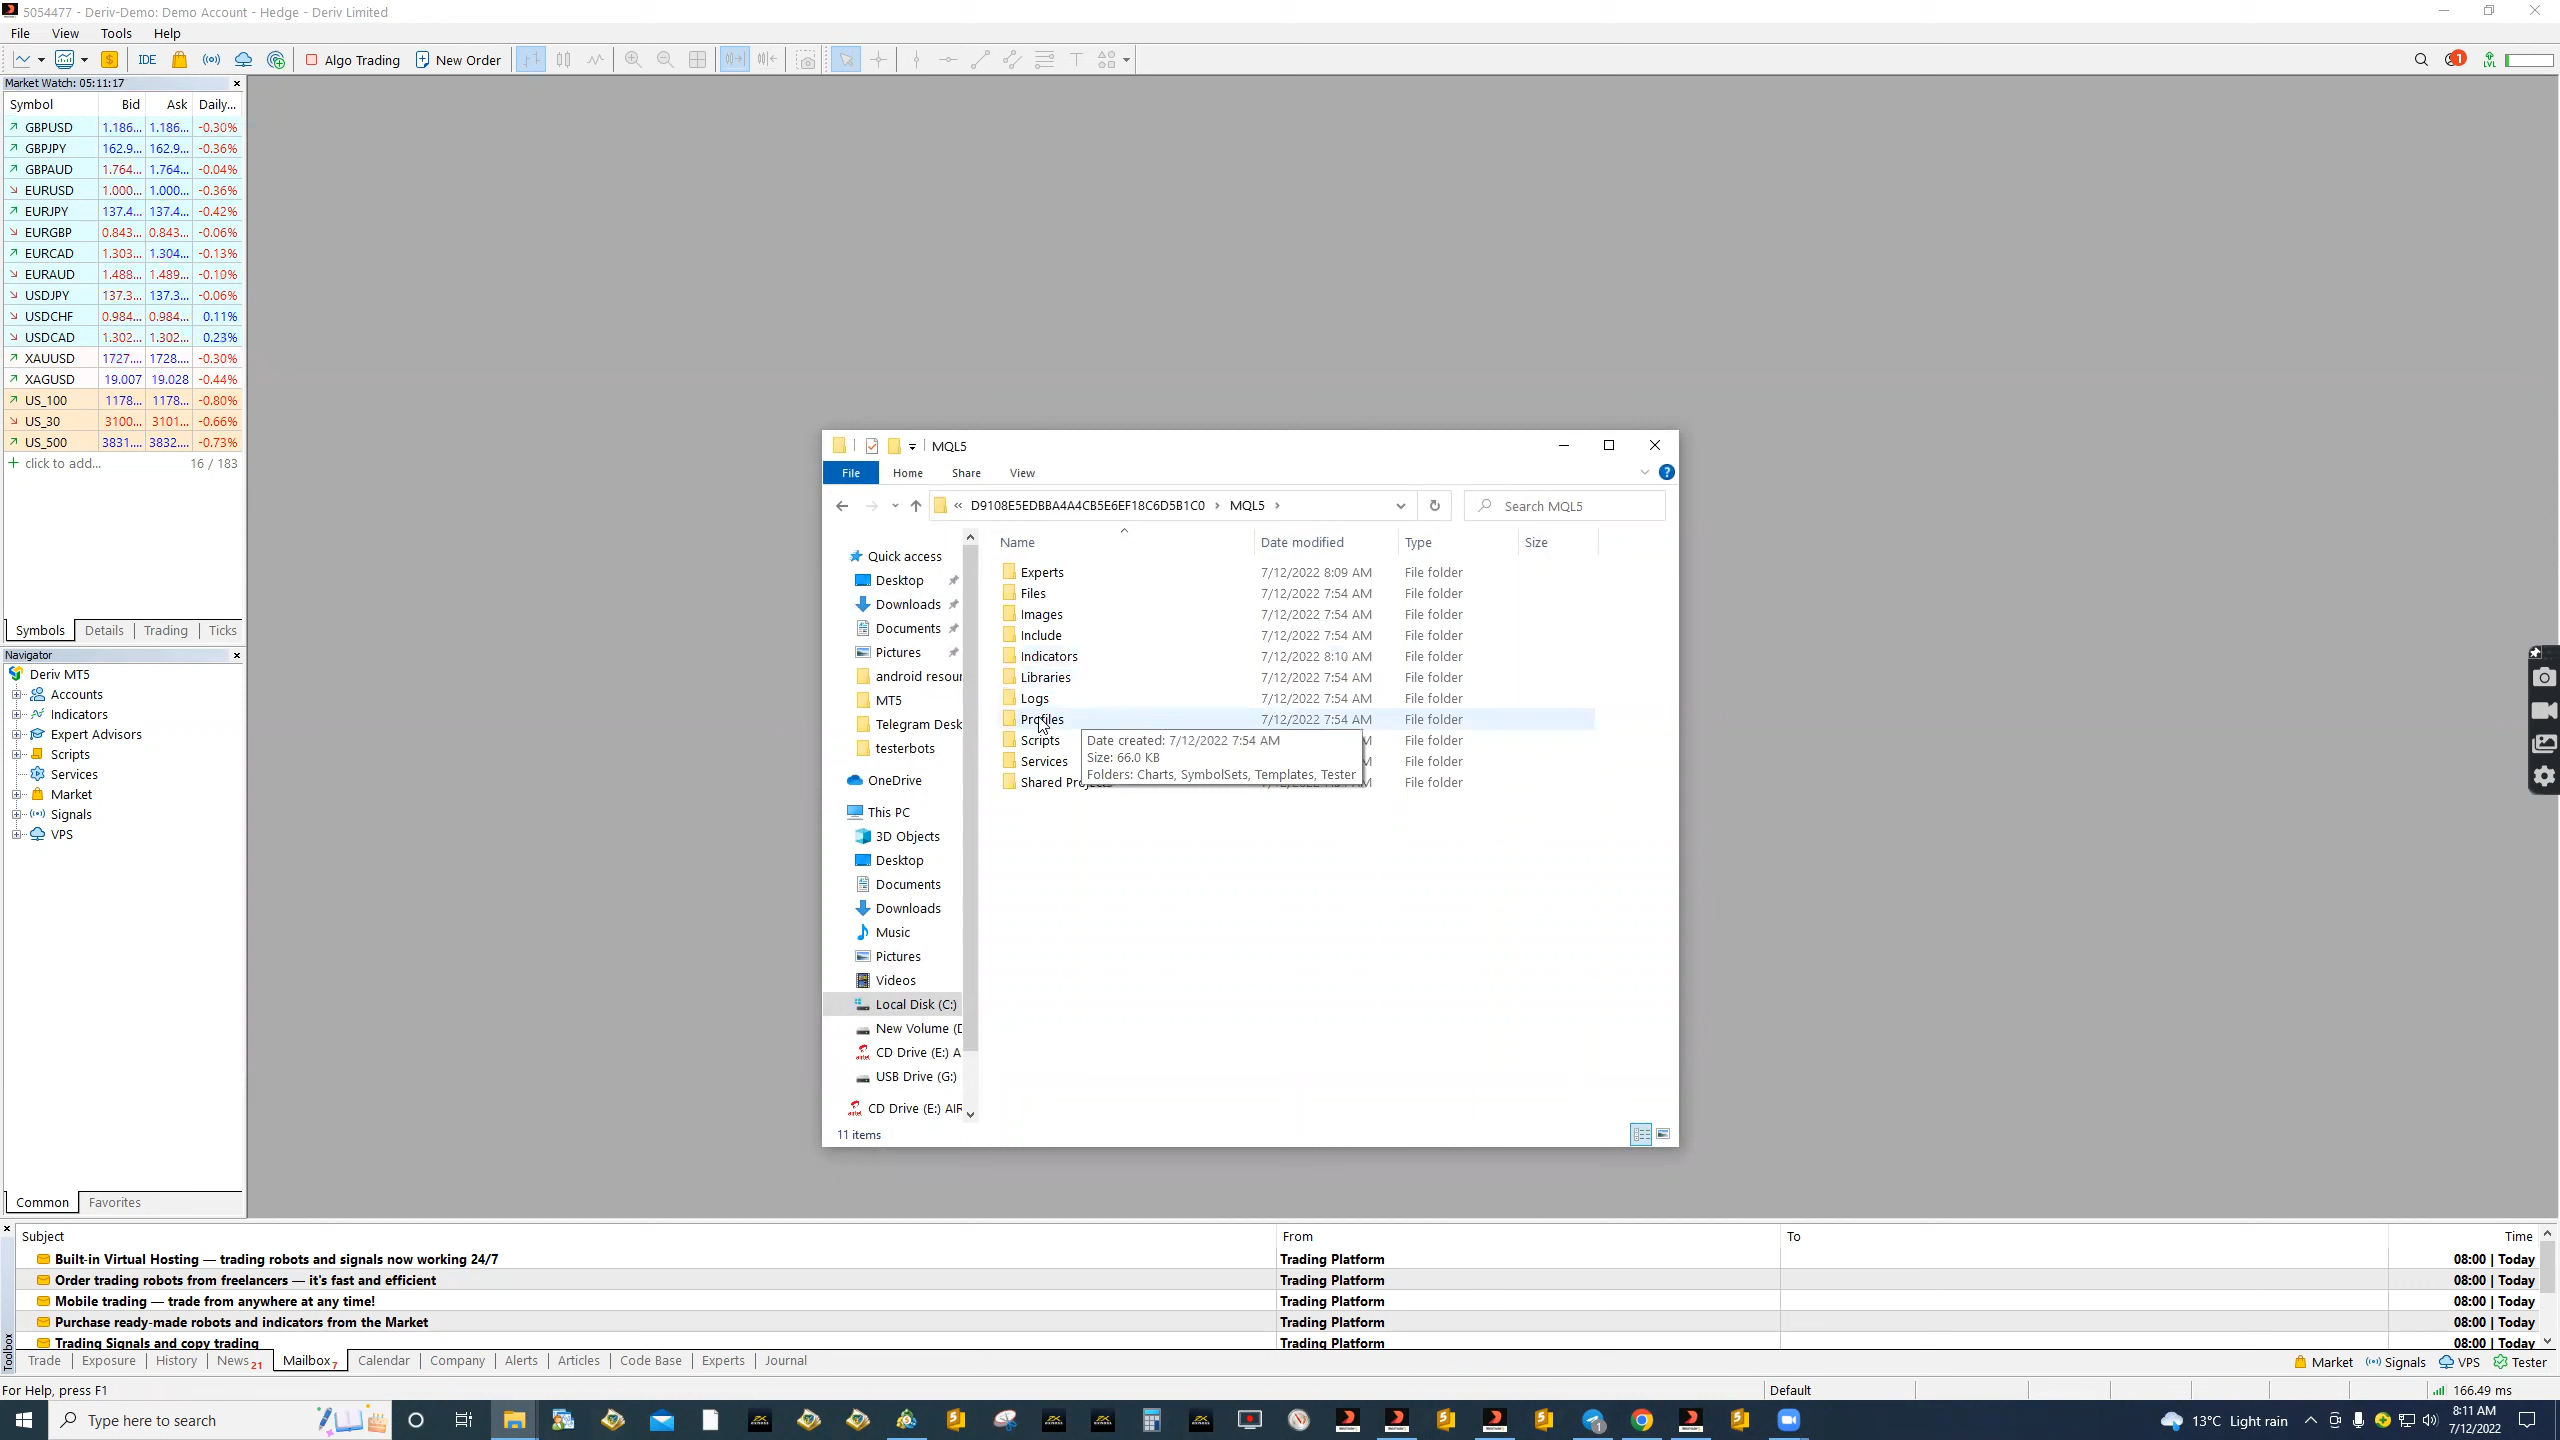 5054477 - Deriv-Demo: Demo Account - Hedge - Deriv Limited
File View Tools Help
IDE Algo Trading New Order 1 LVL
Market Watch: 05:11:17
Symbol Bid Ask Daily...
GBPUSD 1.186... 1.186... -0.30%
GBPJPY 162.9... 162.9... -0.36%
GBPAUD 1.764... 1.764... -0.04%
EURUSD 1.000... 1.000... -0.36%
EURJPY 137.4... 137.4... -0.42%
EURGBP 0.843... 0.843... -0.06%
EURCAD 1.303... 1.304... -0.13%
EURAUD 1.488... 1.489... -0.10%
USDJPY 137.3... 137.3... -0.06%
USDCHF 0.984... 0.984... 0.11%
USDCAD 1.302... 1.302... 0.23%
XAUUSD 1727.... 1728.... -0.30%
XAGUSD 19.007 19.028 -0.44%
US_100 1178... 1178... -0.80%
US_30 3100... 3101... -0.66%
US_500 3831.... 3832.... -0.73%
click to add... 16 / 183
Symbols Details Trading Ticks
Navigator
Deriv MT5
Accounts
Indicators
Expert Advisors
Scripts
Services
Market
Signals
VPS
Common Favorites
MQL5
File Home Share View
« D9108E5EDBBA4A4CB5E6EF18C6D5B1C0 › MQL5 › Search MQL5
Quick access
Desktop
Downloads
Documents
Pictures
android resour
MT5
Telegram Desk
testerbots
OneDrive
This PC
3D Objects
Desktop
Documents
Downloads
Music
Pictures
Videos
Local Disk (C:)
New Volume (D
CD Drive (E:) A
USB Drive (G:)
CD Drive (E:) AIR
Name Date modified Type Size
Experts 7/12/2022 8:09 AM File folder
Files 7/12/2022 7:54 AM File folder
Images 7/12/2022 7:54 AM File folder
Include 7/12/2022 7:54 AM File folder
Indicators 7/12/2022 8:10 AM File folder
Libraries 7/12/2022 7:54 AM File folder
Logs 7/12/2022 7:54 AM File folder
Profiles 7/12/2022 7:54 AM File folder
Scripts File folder
Services File folder
Shared Projects File folder
Date created: 7/12/2022 7:54 AM
Size: 66.0 KB
Folders: Charts, SymbolSets, Templates, Tester
11 items
Toolbox
Subject From To Time
Built-in Virtual Hosting — trading robots and signals now working 24/7 Trading Platform 08:00 | Today
Order trading robots from freelancers — it's fast and efficient Trading Platform 08:00 | Today
Mobile trading — trade from anywhere at any time! Trading Platform 08:00 | Today
Purchase ready-made robots and indicators from the Market Trading Platform 08:00 | Today
Trading Signals and copy trading Trading Platform 08:00 | Today
Trade Exposure History News 21 Mailbox 7 Calendar Company Alerts Articles Code Base Experts Journal Market Signals VPS Tester
For Help, press F1 Default 166.49 ms
Type here to search 13°C Light rain 8:11 AM
7/12/2022